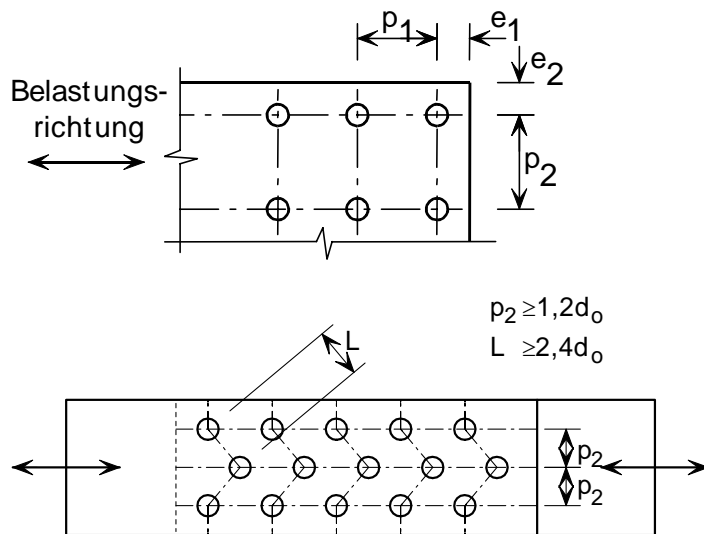 p1
e1
e2
Belastungs-
richtung
p2
p2 ≥1,2do
L ≥2,4do
L
p2
p2